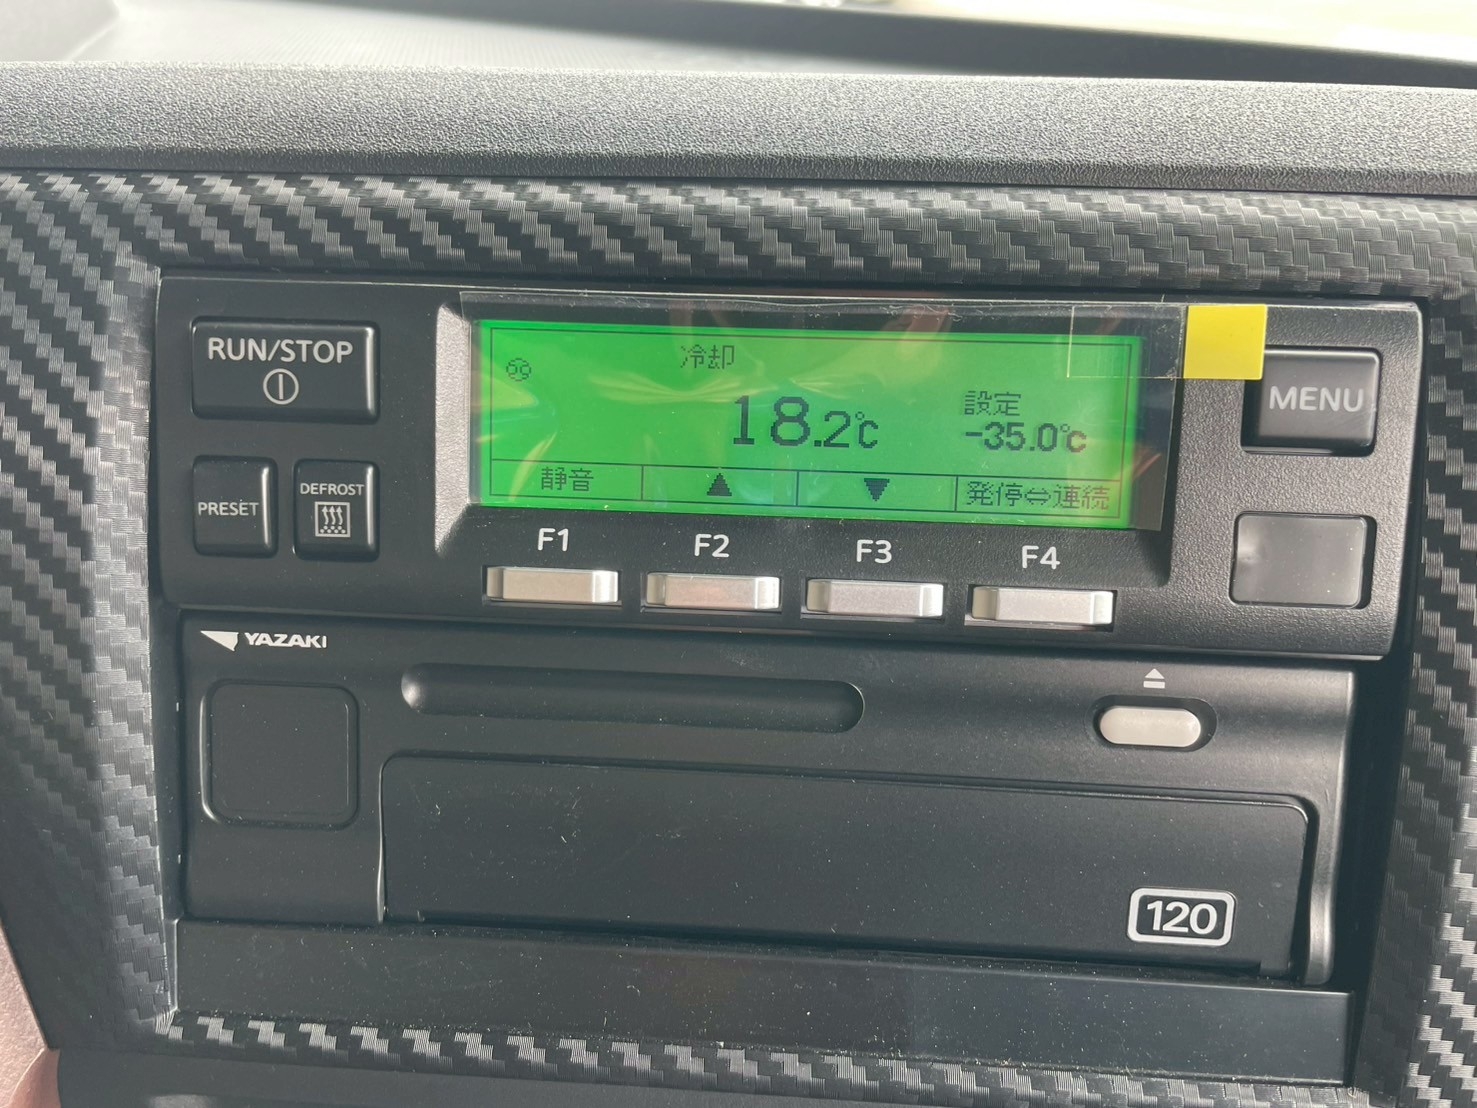 RUN/STOP
冷却
18.2℃
設定
-35.0℃
MENU
PRESET
DEFROST
静音
▲
▼
発停⇔連続
F1
F2
F3
F4
YAZAKI
120